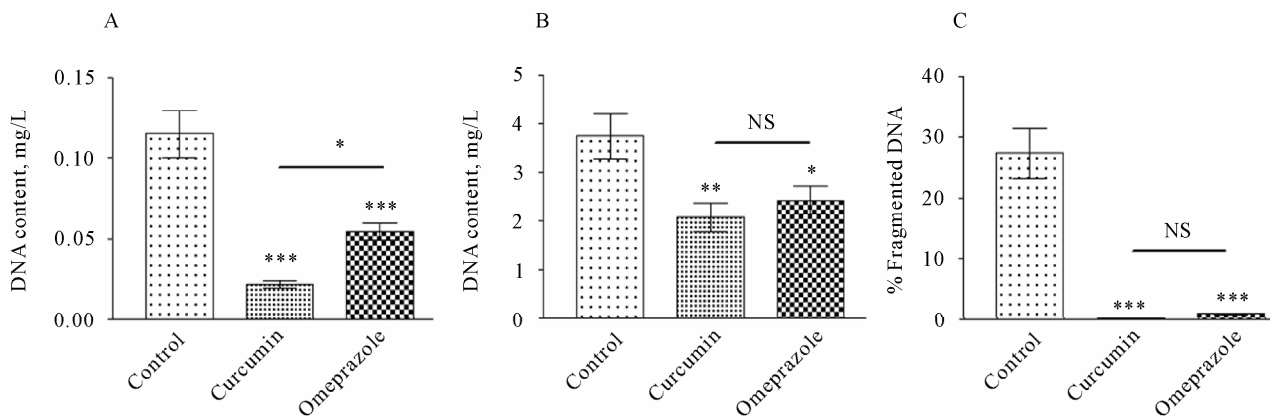 A
DNA content, mg/L
0.15
0.10
0.05
0.00
*
***
***
Control
Curcumin
Omeprazole
B
DNA content, mg/L
5
4
3
2
1
0
NS
**
*
Control
Curcumin
Omeprazole
C
% Fragmented DNA
40
30
20
10
0
NS
***
***
Control
Curcumin
Omeprazole